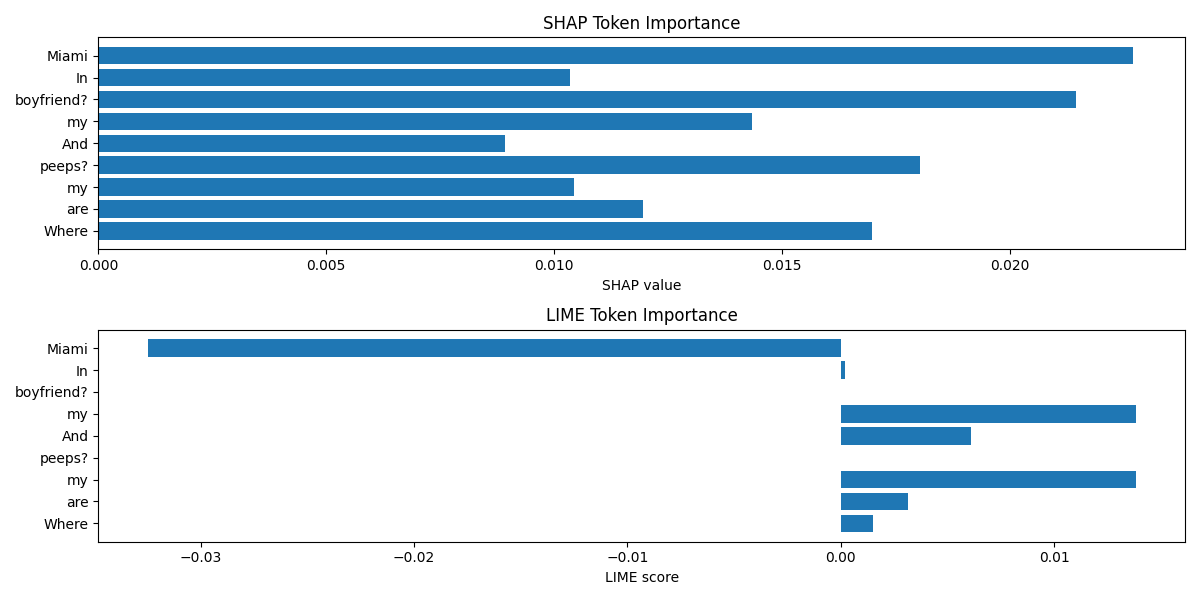 SHAP Token Importance
Miami
In
boyfriend?
my
And
peeps?
my
are
Where
0.000 0.005 0.010 0.015 0.020
SHAP value
LIME Token Importance
Miami
In
boyfriend?
my
And
peeps?
my
are
Where
−0.03 −0.02 −0.01 0.00 0.01
LIME score